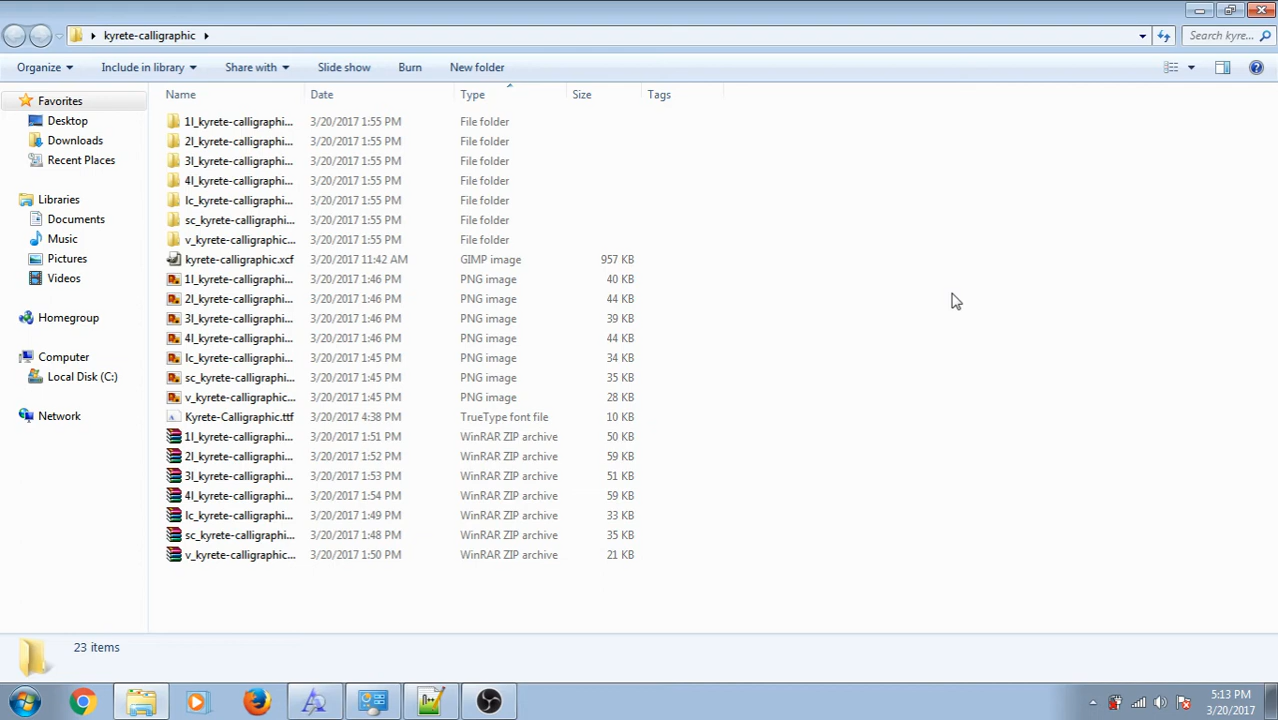 kyrete-calligraphic
Search kyre...
Organize Include in library Share with Slide show Burn New folder
Name Date Type Size Tags
Favorites
Desktop
Downloads
Recent Places
Libraries
Documents
Music
Pictures
Videos
Homegroup
Computer
Local Disk (C:)
Network
1l_kyrete-calligraphi... 3/20/2017 1:55 PM File folder
2l_kyrete-calligraphi... 3/20/2017 1:55 PM File folder
3l_kyrete-calligraphi... 3/20/2017 1:55 PM File folder
4l_kyrete-calligraphi... 3/20/2017 1:55 PM File folder
lc_kyrete-calligraphi... 3/20/2017 1:55 PM File folder
sc_kyrete-calligraphi... 3/20/2017 1:55 PM File folder
v_kyrete-calligraphic... 3/20/2017 1:55 PM File folder
kyrete-calligraphic.xcf 3/20/2017 11:42 AM GIMP image 957 KB
1l_kyrete-calligraphi... 3/20/2017 1:46 PM PNG image 40 KB
2l_kyrete-calligraphi... 3/20/2017 1:46 PM PNG image 44 KB
3l_kyrete-calligraphi... 3/20/2017 1:46 PM PNG image 39 KB
4l_kyrete-calligraphi... 3/20/2017 1:46 PM PNG image 44 KB
lc_kyrete-calligraphi... 3/20/2017 1:45 PM PNG image 34 KB
sc_kyrete-calligraphi... 3/20/2017 1:45 PM PNG image 35 KB
v_kyrete-calligraphic... 3/20/2017 1:45 PM PNG image 28 KB
Kyrete-Calligraphic.ttf 3/20/2017 4:38 PM TrueType font file 10 KB
1l_kyrete-calligraphi... 3/20/2017 1:51 PM WinRAR ZIP archive 50 KB
2l_kyrete-calligraphi... 3/20/2017 1:52 PM WinRAR ZIP archive 59 KB
3l_kyrete-calligraphi... 3/20/2017 1:53 PM WinRAR ZIP archive 51 KB
4l_kyrete-calligraphi... 3/20/2017 1:54 PM WinRAR ZIP archive 59 KB
lc_kyrete-calligraphi... 3/20/2017 1:49 PM WinRAR ZIP archive 33 KB
sc_kyrete-calligraphi... 3/20/2017 1:48 PM WinRAR ZIP archive 35 KB
v_kyrete-calligraphic... 3/20/2017 1:50 PM WinRAR ZIP archive 21 KB
23 items
5:13 PM
3/20/2017